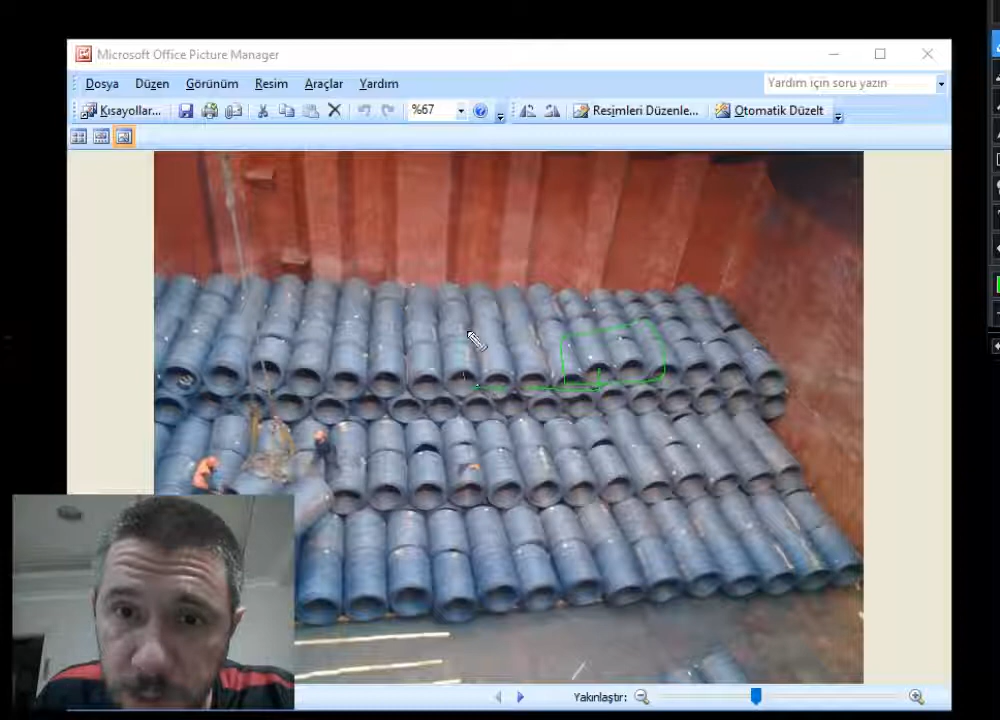 Microsoft Office Picture Manager
Dosya Düzen Görünüm Resim Araçlar Yardım
Yardım için soru yazın
Kısayollar...
%67
Resimleri Düzenle...
Otomatik Düzelt
Yakınlaştır: